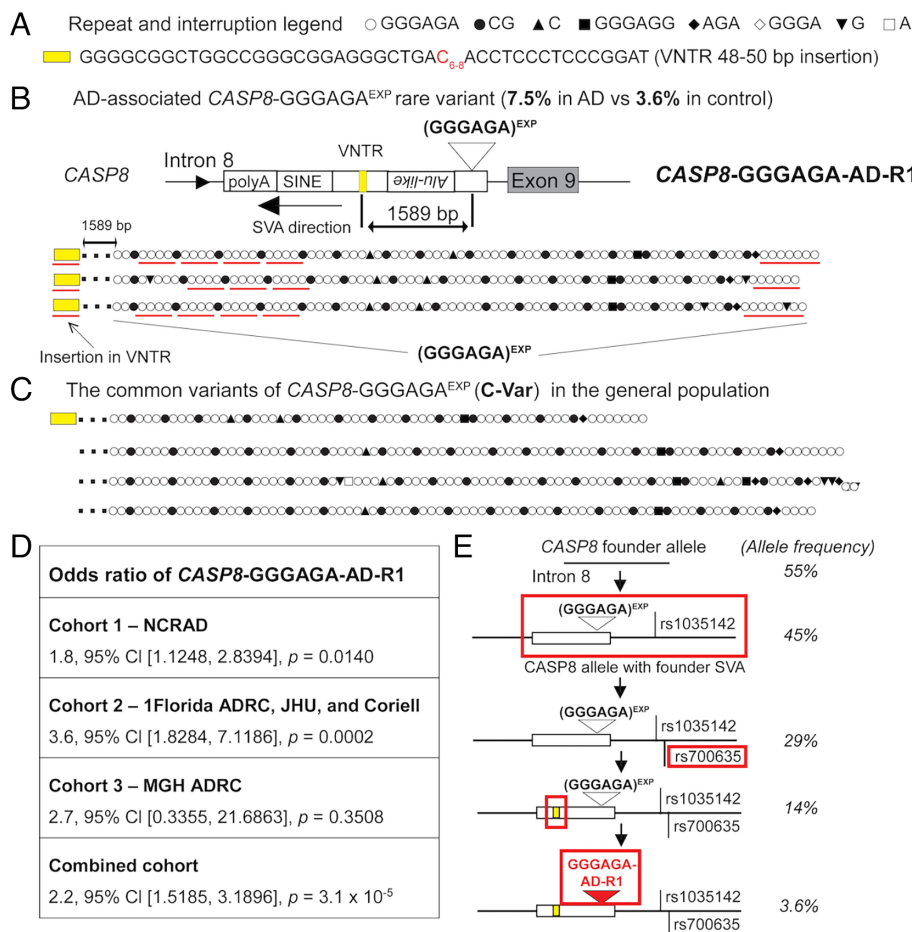 A Repeat and interruption legend ○ GGGAGA ● CG ▲ C ■ GGGAGG ◆ AGA ◇ GGGA ▼ G □ A
GGGGCGGCTGGCCGGGCGGAGGGCTGAC6-8ACCTCCCTCCCGGAT (VNTR 48-50 bp insertion)
B AD-associated CASP8-GGGAGAEXP rare variant (7.5% in AD vs 3.6% in control)
(GGGAGA)EXP
VNTR
Intron 8
CASP8
polyA SINE Alu-like Exon 9
CASP8-GGGAGA-AD-R1
1589 bp
SVA direction
1589 bp
Insertion in VNTR
(GGGAGA)EXP
C The common variants of CASP8-GGGAGAEXP (C-Var) in the general population
D
Odds ratio of CASP8-GGGAGA-AD-R1
Cohort 1 – NCRAD
1.8, 95% CI [1.1248, 2.8394], p = 0.0140
Cohort 2 – 1Florida ADRC, JHU, and Coriell
3.6, 95% CI [1.8284, 7.1186], p = 0.0002
Cohort 3 – MGH ADRC
2.7, 95% CI [0.3355, 21.6863], p = 0.3508
Combined cohort
2.2, 95% CI [1.5185, 3.1896], p = 3.1 x 10-5
E
CASP8 founder allele (Allele frequency)
Intron 8 55%
(GGGAGA)EXP
rs1035142
45%
CASP8 allele with founder SVA
(GGGAGA)EXP
rs1035142
29%
rs700635
(GGGAGA)EXP
rs1035142
14%
rs700635
GGGAGA-
AD-R1
rs1035142
3.6%
rs700635